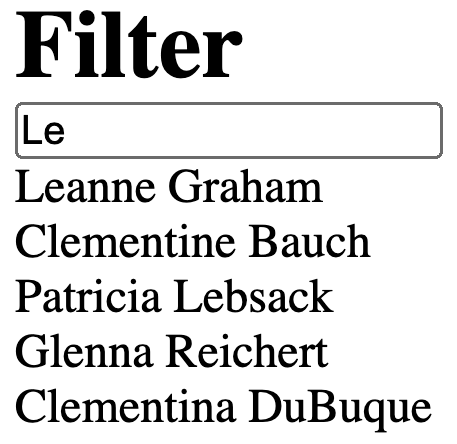 Filter
Le
Leanne Graham
Clementine Bauch
Patricia Lebsack
Glenna Reichert
Clementina DuBuque